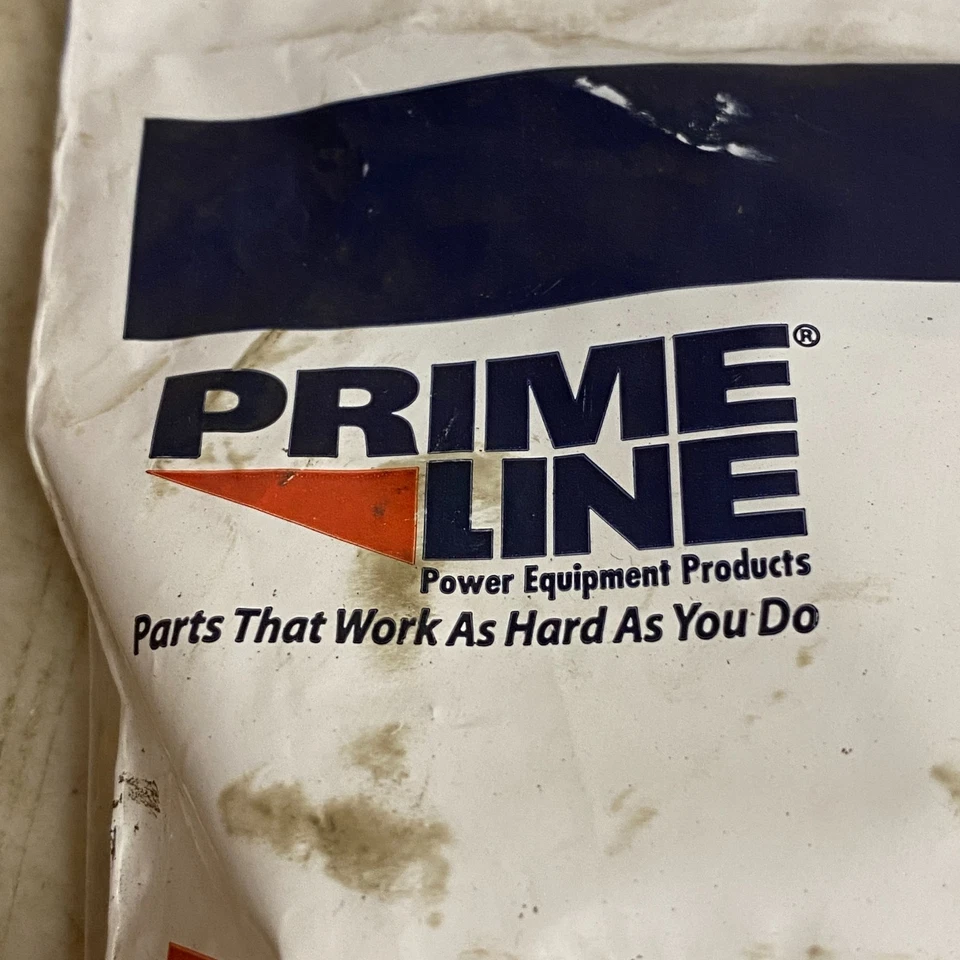 PRIME®
LINE
Power Equipment Products
Parts That Work As Hard As You Do